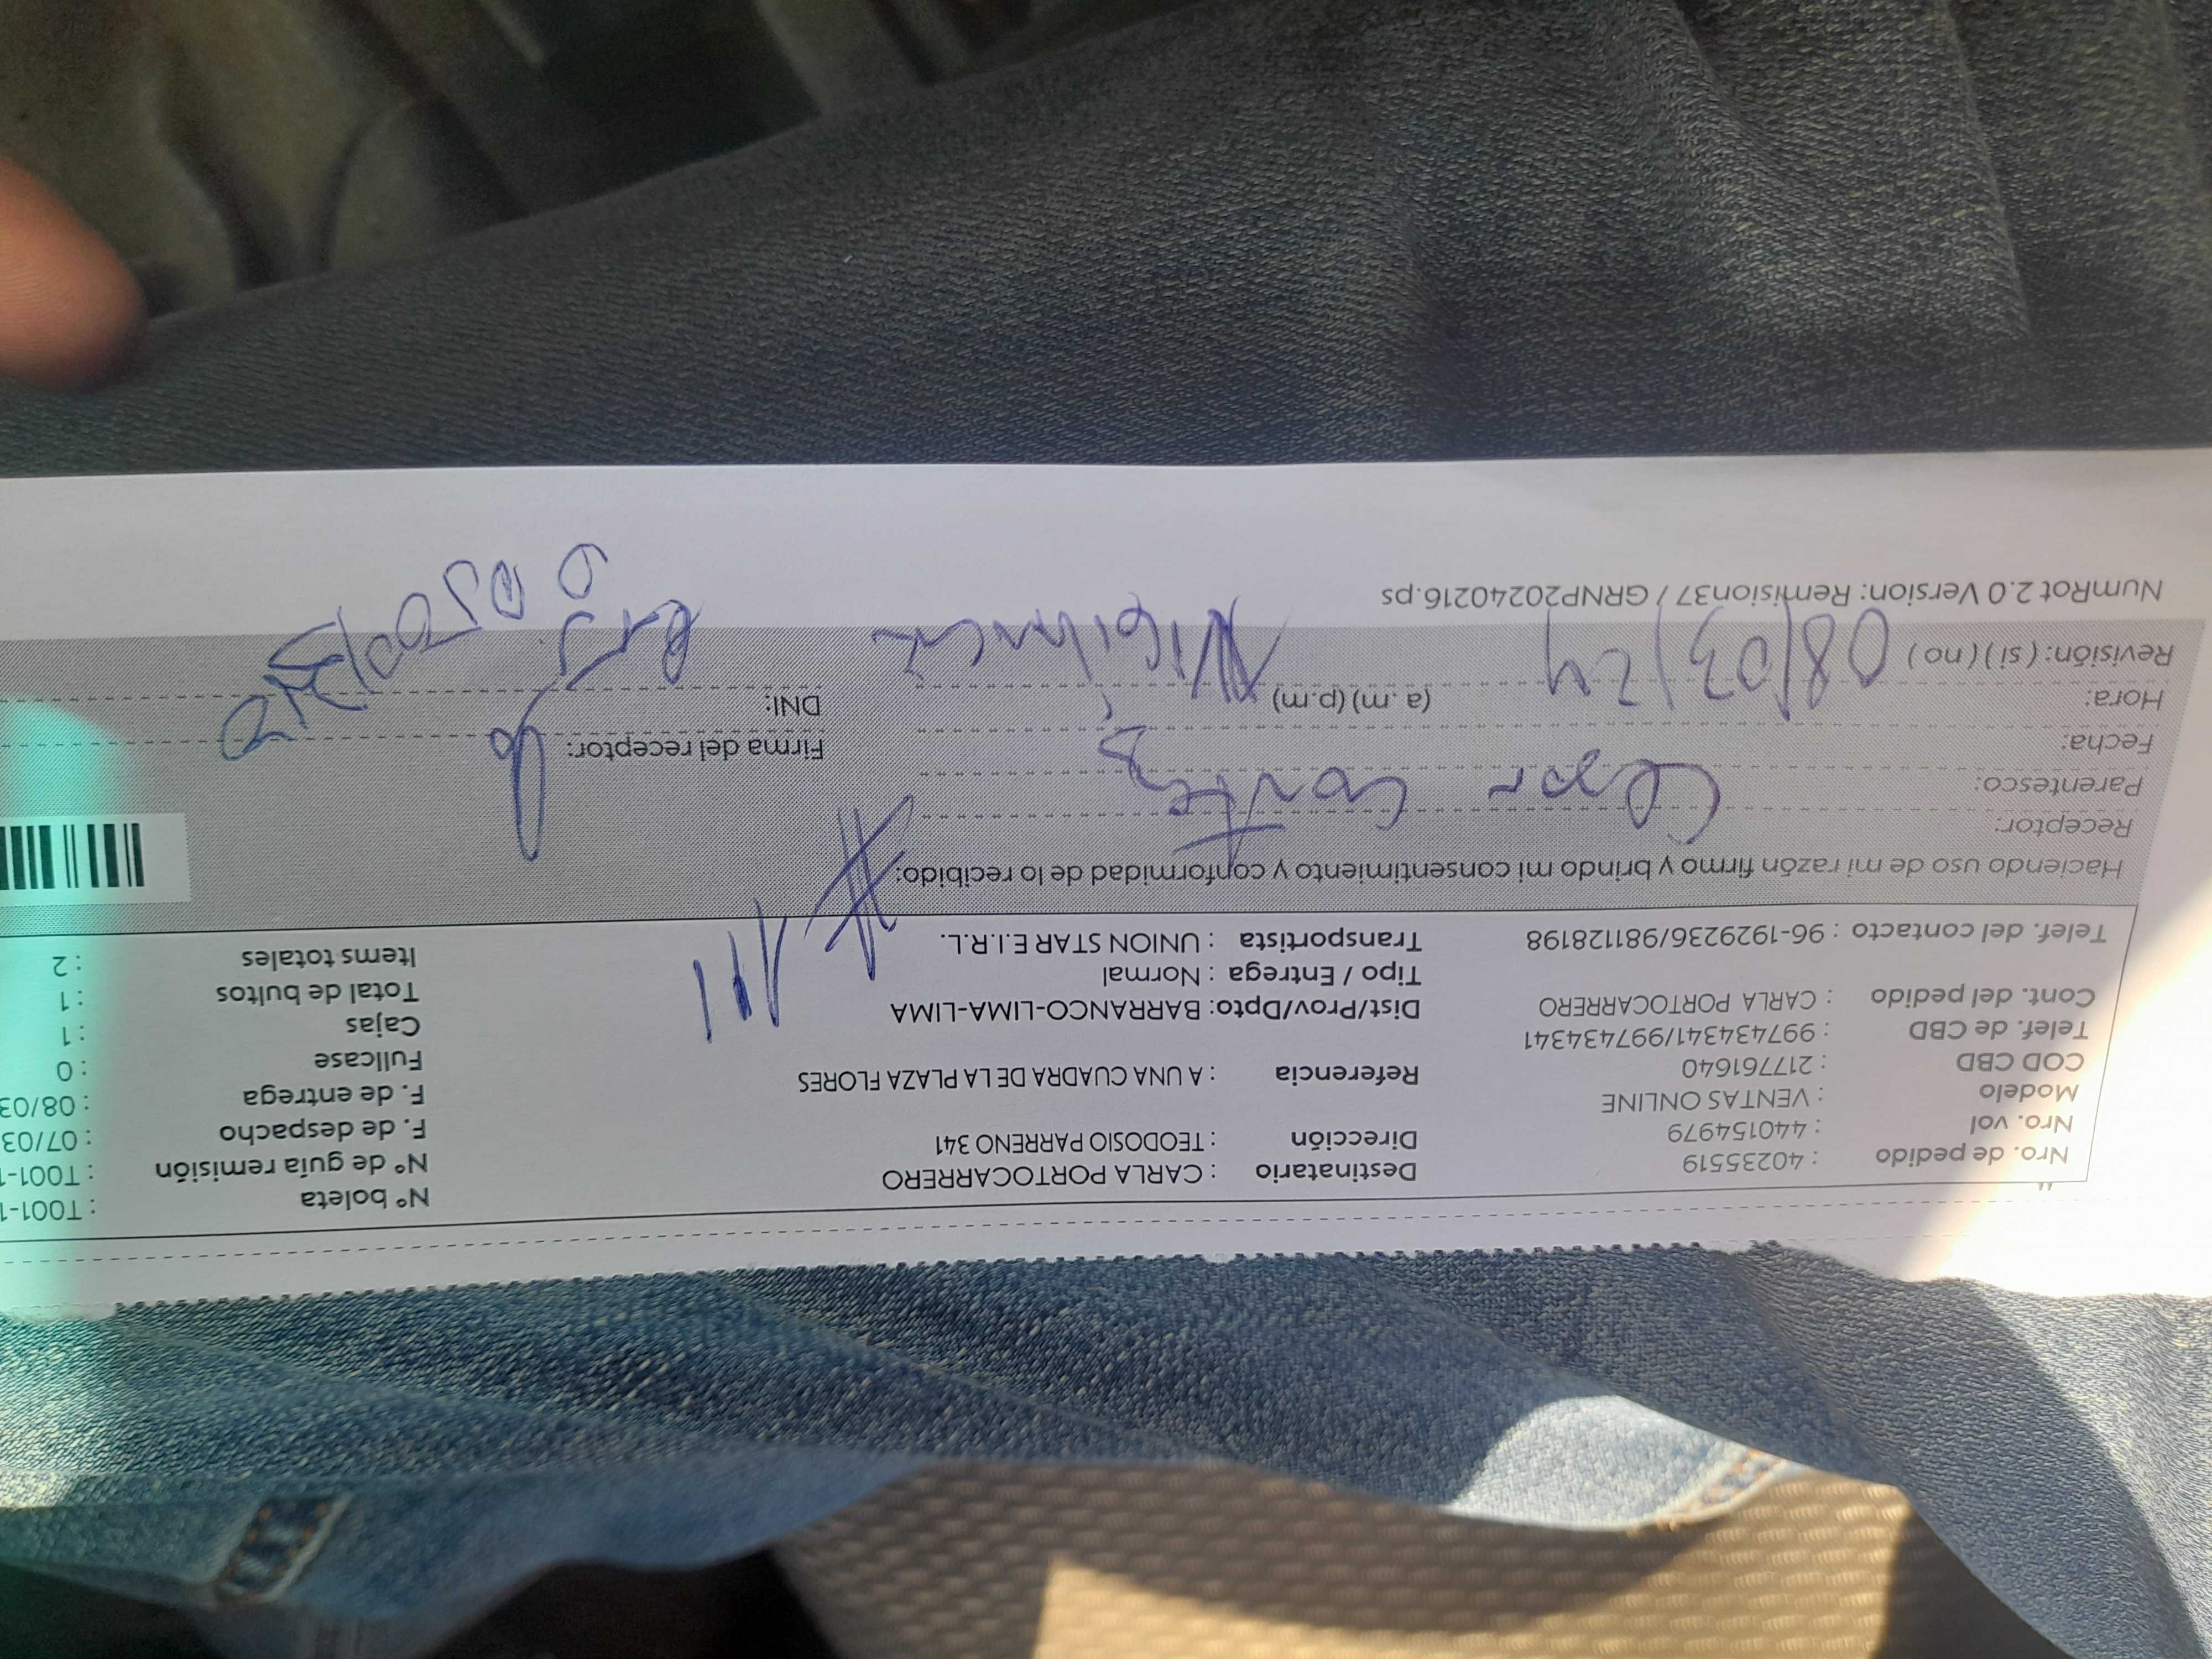 Nro. de pedido : 40235519
Nro. vol : 440154979
Modelo : VENTAS ONLINE
COD CBD : 217761640
Telef. de CBD : 997434341/997434341
Cont. del pedido : CARLA PORTOCARRERO
Telef. del contacto : 96-1929236/981128198
Destinatario : CARLA PORTOCARRERO
Dirección : TEODOSIO PARRENO 341
Referencia : A UNA CUADRA DE LA PLAZA FLORES
Dist/Prov/Dpto: BARRANCO-LIMA-LIMA
Tipo / Entrega : Normal
Transportista : UNION STAR E.I.R.L.
N° boleta : T001-1
N° de guía remisión : T001-1
F. de despacho : 07/03
F. de entrega : 08/03
Fullcase : 0
Cajas : 1
Total de bultos : 1
Items totales : 2
Haciendo uso de mi razón firmo y brindo mi consentimiento y conformidad de lo recibido:
Receptor:
Parentesco: Cortez
Fecha:
Hora: 08/03/24 (a.m) (p.m) Vigilancia
Revisión: ( si ) ( no )
Firma del receptor:
DNI:
NumRot 2.0 Version: Remision37 / GRNP20240216.ps